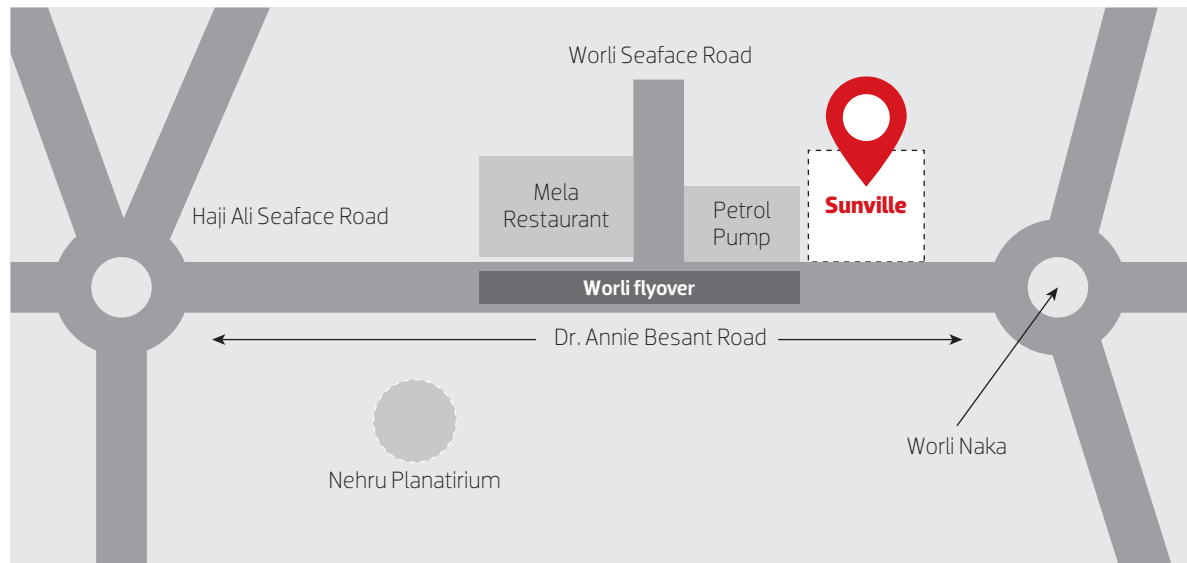 Worli Seaface Road
Mela
Restaurant
Haji Ali Seaface Road
Petrol
Pump
Sunville
Worli flyover
Dr. Annie Besant Road
Worli Naka
Nehru Planatirium